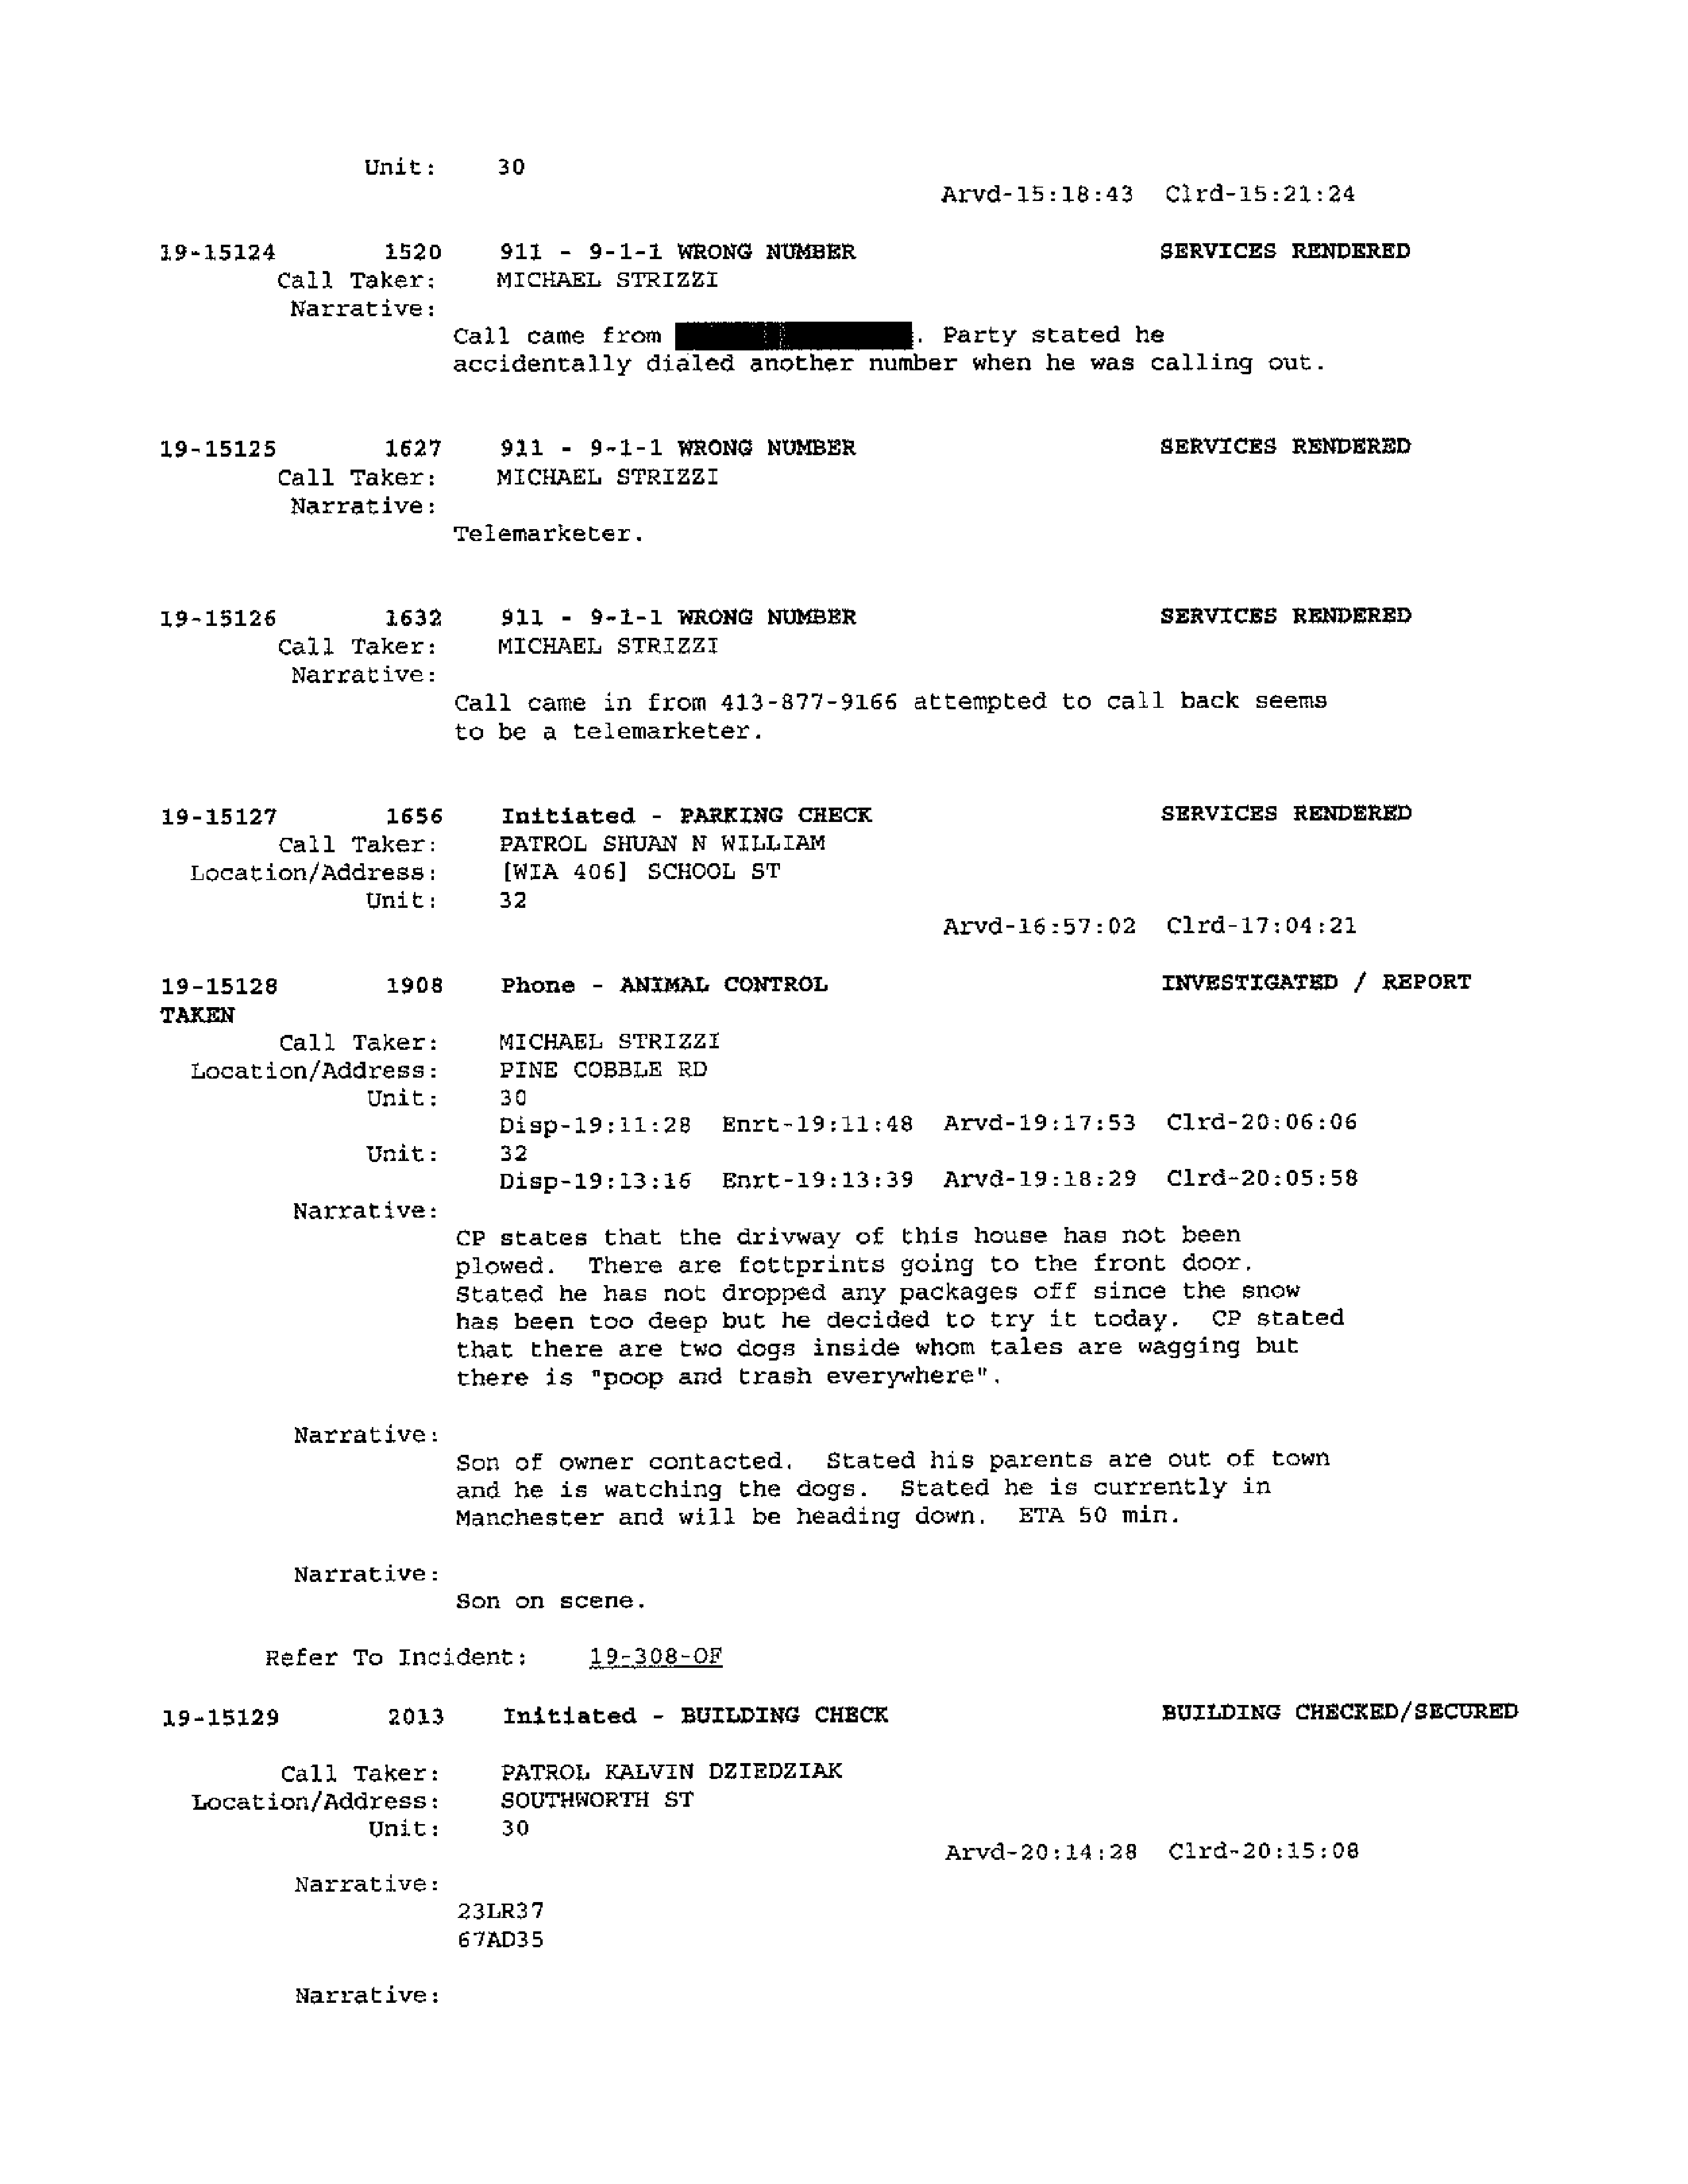 Unit: 30
Arvd-15:18:43 Clrd-15:21:24
19-15124 1520 911 - 9-1-1 WRONG NUMBER SERVICES RENDERED
Call Taker: MICHAEL STRIZZI
Narrative:
Call came from . Party stated he
accidentally dialed another number when he was calling out.
19-15125 1627 911 - 9-1-1 WRONG NUMBER SERVICES RENDERED
Call Taker: MICHAEL STRIZZI
Narrative:
Telemarketer.
19-15126 1632 911 - 9-1-1 WRONG NUMBER SERVICES RENDERED
Call Taker: MICHAEL STRIZZI
Narrative:
Call came in from 413-877-9166 attempted to call back seems
to be a telemarketer.
19-15127 1656 Initiated - PARKING CHECK SERVICES RENDERED
Call Taker: PATROL SHUAN N WILLIAM
Location/Address: [WIA 406] SCHOOL ST
Unit: 32
Arvd-16:57:02 Clrd-17:04:21
19-15128 1908 Phone - ANIMAL CONTROL INVESTIGATED / REPORT
TAKEN
Call Taker: MICHAEL STRIZZI
Location/Address: PINE COBBLE RD
Unit: 30
Disp-19:11:28 Enrt-19:11:48 Arvd-19:17:53 Clrd-20:06:06
Unit: 32
Disp-19:13:16 Enrt-19:13:39 Arvd-19:18:29 Clrd-20:05:58
Narrative:
CP states that the drivway of this house has not been
plowed. There are fottprints going to the front door.
Stated he has not dropped any packages off since the snow
has been too deep but he decided to try it today. CP stated
that there are two dogs inside whom tales are wagging but
there is "poop and trash everywhere".
Narrative:
Son of owner contacted. Stated his parents are out of town
and he is watching the dogs. Stated he is currently in
Manchester and will be heading down. ETA 50 min.
Narrative:
Son on scene.
Refer To Incident: 19-308-OF
19-15129 2013 Initiated - BUILDING CHECK BUILDING CHECKED/SECURED
Call Taker: PATROL KALVIN DZIEDZIAK
Location/Address: SOUTHWORTH ST
Unit: 30
Arvd-20:14:28 Clrd-20:15:08
Narrative:
23LR37
67AD35
Narrative: